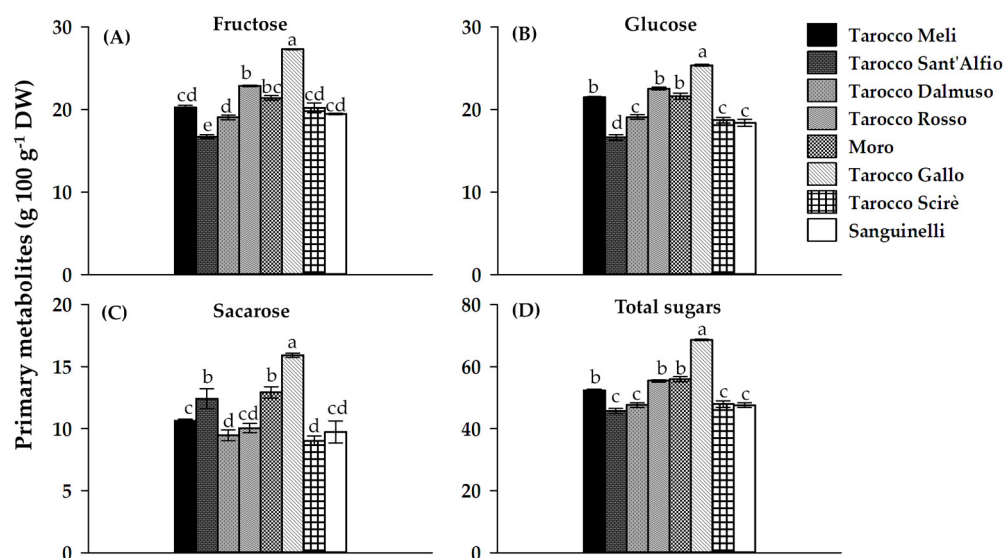 Primary metabolites (g 100 g⁻¹ DW)
(A)
Fructose
30
20
10
0
cd
e
d
b
bc
a
cd
cd
(B)
Glucose
30
20
10
0
b
d
c
b
b
a
c
c
Tarocco Meli
Tarocco Sant'Alfio
Tarocco Dalmuso
Tarocco Rosso
Moro
Tarocco Gallo
Tarocco Scirè
Sanguinelli
(C)
Sacarose
20
15
10
5
0
c
b
d
cd
b
a
d
cd
(D)
Total sugars
80
60
40
20
0
b
c
c
b
b
a
c
c